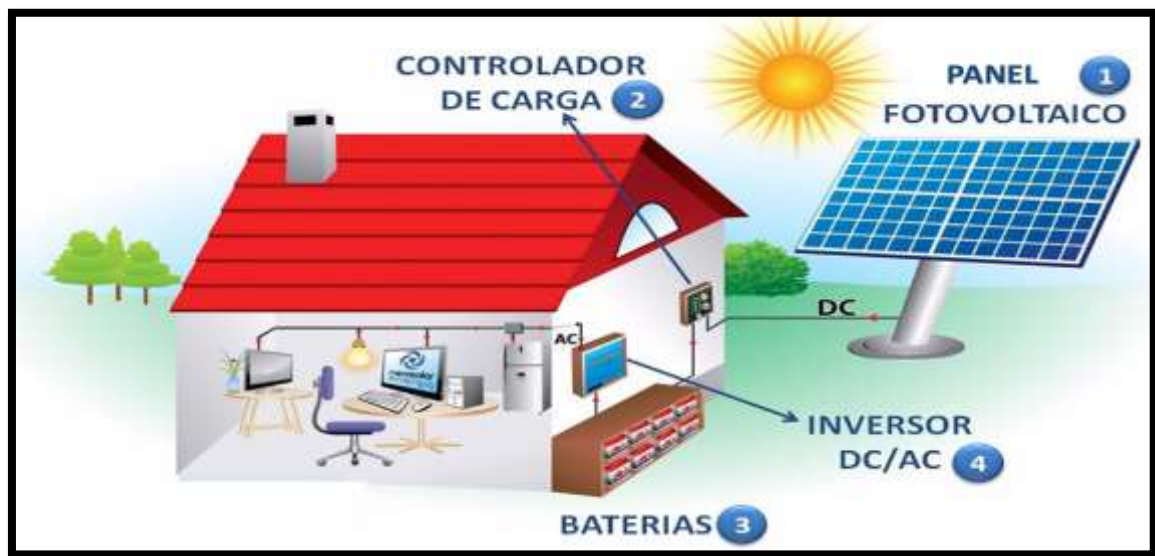 CONTROLADOR
DE CARGA 2
PANEL 1
FOTOVOLTAICO
DC
AC
INVERSOR
DC/AC 4
BATERIAS 3